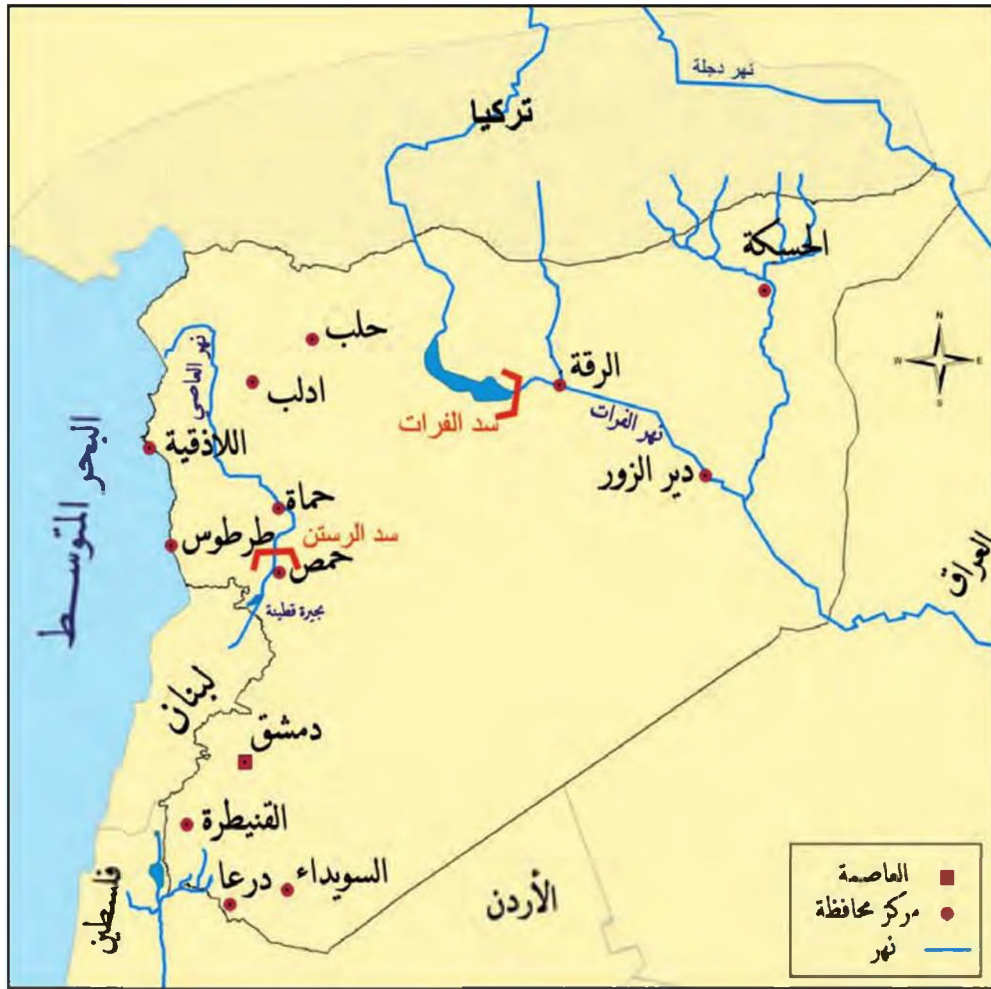 نهر دجلة
تركيا
الحسكة
N
W
E
S
حلب
ادلب
نهر العاصي
الرقة
سد الفرات
نهر الفرات
اللاذقية
دير الزور
البحر المتوسط
حماة
طرطوس
سد الرستن
حمص
بحيرة قطينة
العراق
لبنان
دمشق
القنيطرة
السويداء
درعا
فلسطين
الأردن
العاصمة
مركز محافظة
نهر